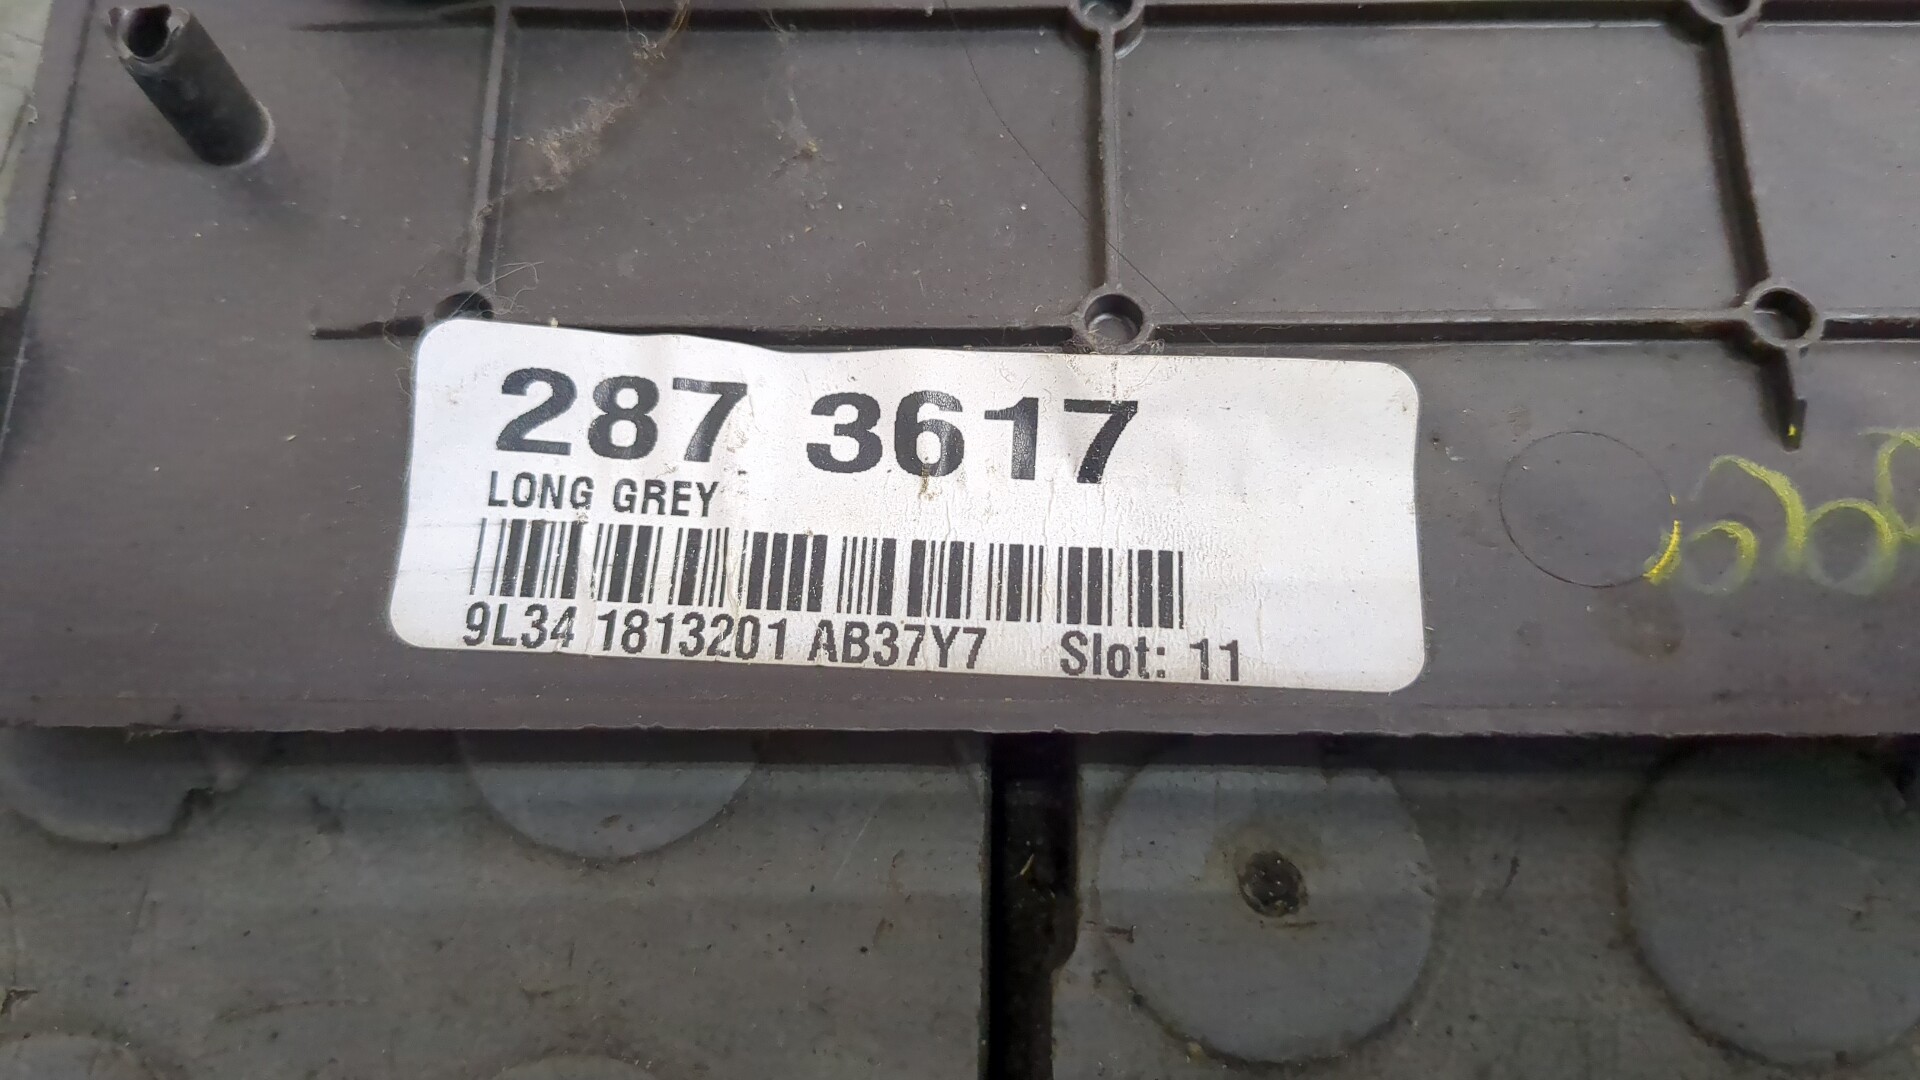 287 3617
LONG GREY
9L34 1813201 AB37Y7 Slot: 11